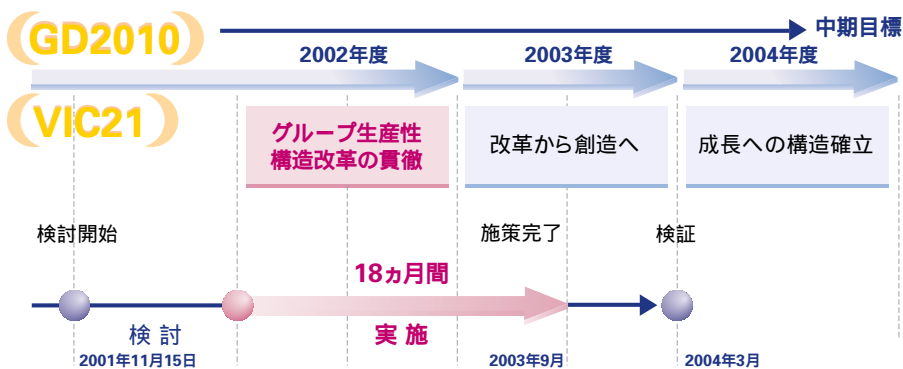 (GD2010)
中期目標
2002年度
2003年度
2004年度
(VIC21)
グループ生産性
構造改革の貫徹
改革から創造へ
成長への構造確立
検討開始
施策完了
検証
18ヵ月間
検 討
実 施
2001年11月15日
2003年9月
2004年3月